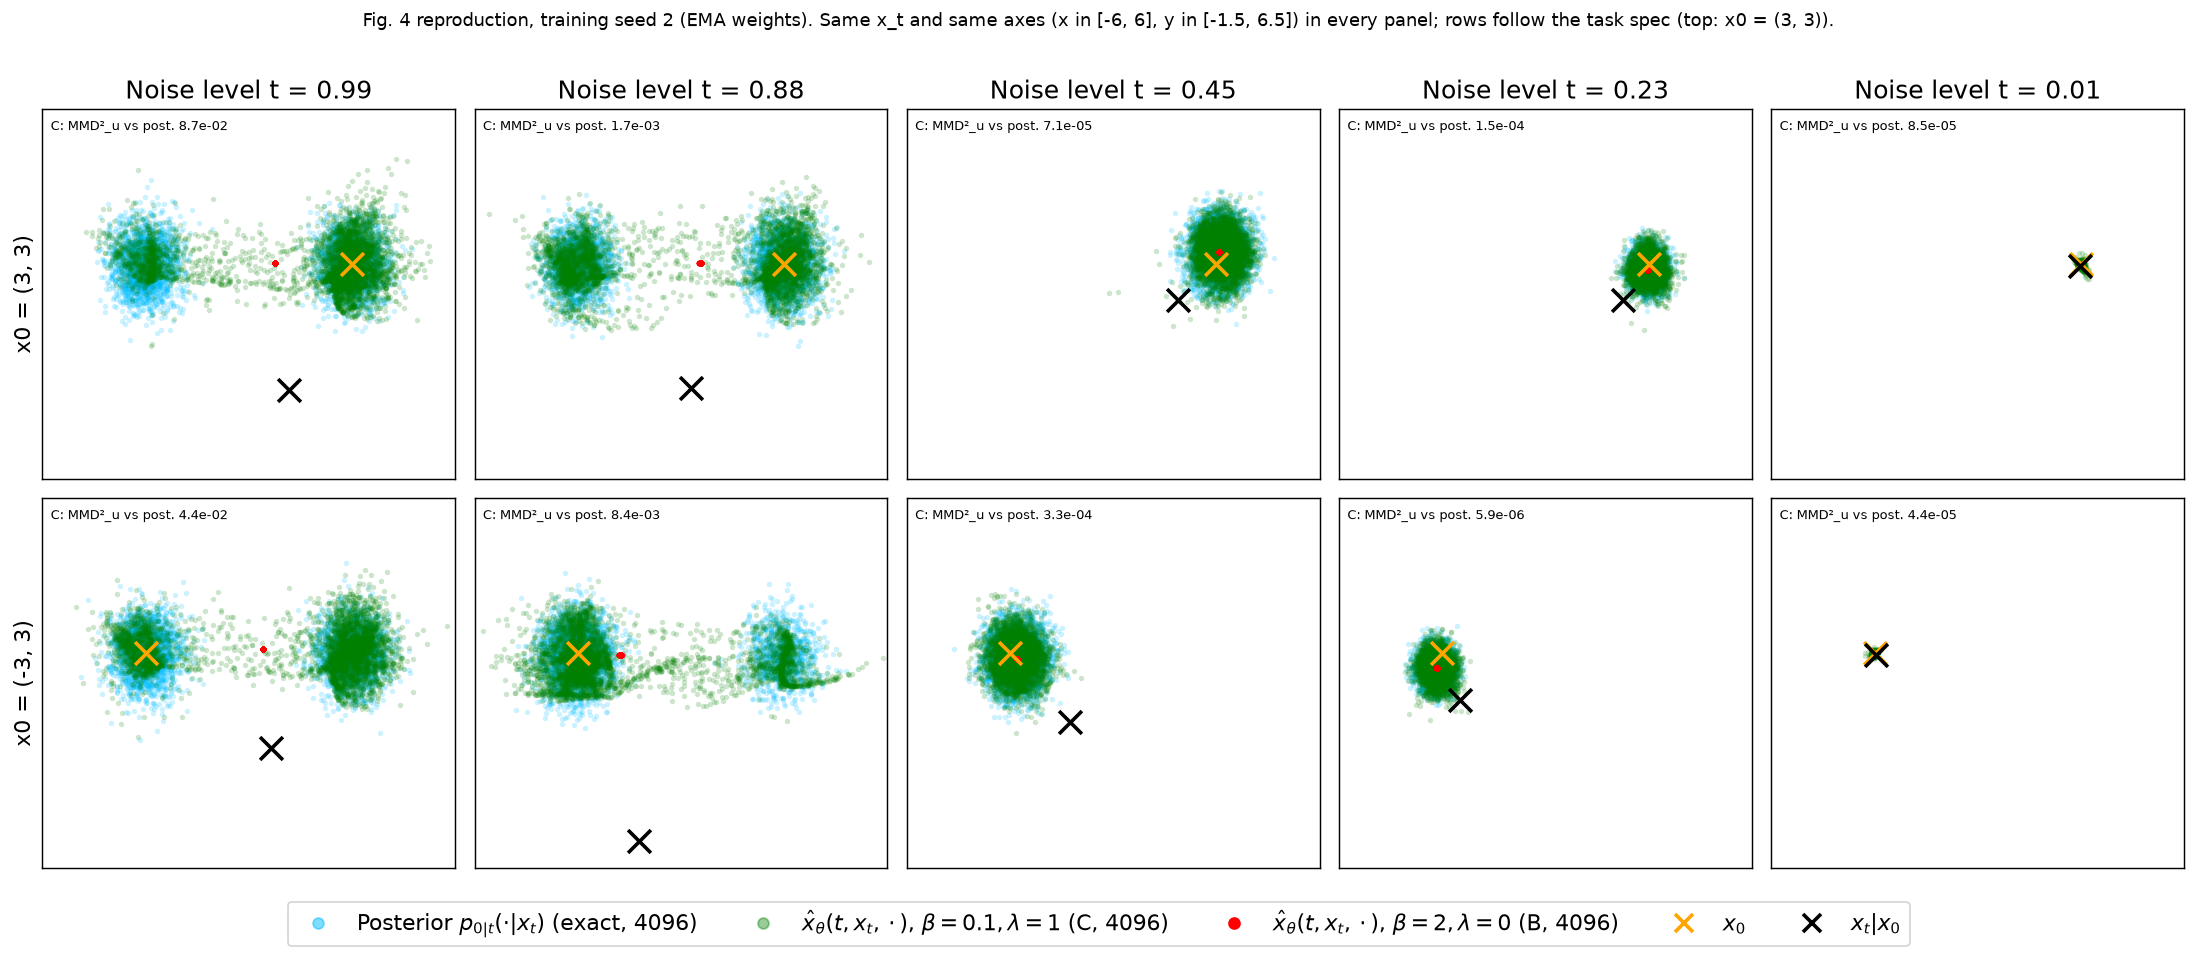 Fig. 4 reproduction, training seed 2 (EMA weights). Same x_t and same axes (x in [-6, 6], y in [-1.5, 6.5]) in every panel; rows follow the task spec (top: x0 = (3, 3)).
Noise level t = 0.99
Noise level t = 0.88
Noise level t = 0.45
Noise level t = 0.23
Noise level t = 0.01
x0 = (3, 3)
C: MMD²_u vs post. 8.7e-02
C: MMD²_u vs post. 1.7e-03
C: MMD²_u vs post. 7.1e-05
C: MMD²_u vs post. 1.5e-04
C: MMD²_u vs post. 8.5e-05
x0 = (-3, 3)
C: MMD²_u vs post. 4.4e-02
C: MMD²_u vs post. 8.4e-03
C: MMD²_u vs post. 3.3e-04
C: MMD²_u vs post. 5.9e-06
C: MMD²_u vs post. 4.4e-05
Posterior p₀|ₜ(·|xₜ) (exact, 4096)
x̂_θ(t, xₜ, ·), β = 0.1, λ = 1 (C, 4096)
x̂_θ(t, xₜ, ·), β = 2, λ = 0 (B, 4096)
x₀
xₜ|x₀